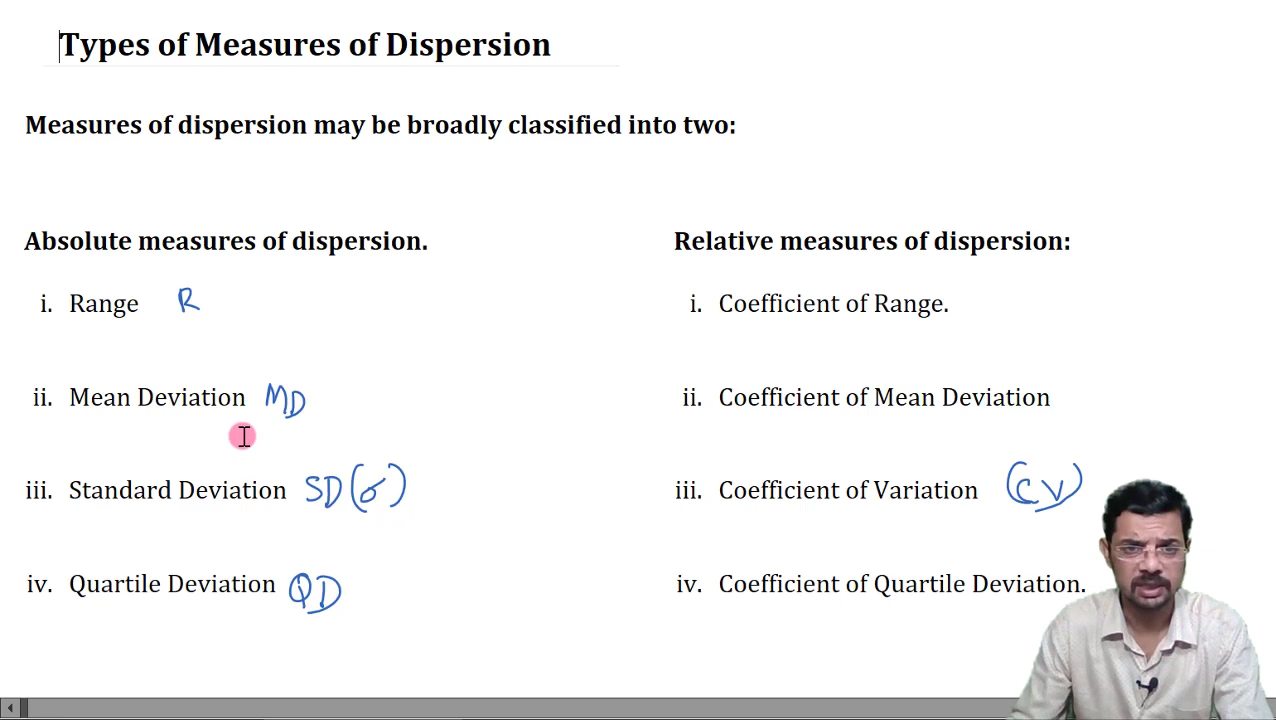 Types of Measures of Dispersion
Measures of dispersion may be broadly classified into two:
Absolute measures of dispersion.
i. Range R
ii. Mean Deviation MD
iii. Standard Deviation SD (σ)
iv. Quartile Deviation QD
Relative measures of dispersion:
i. Coefficient of Range.
ii. Coefficient of Mean Deviation
iii. Coefficient of Variation (CV)
iv. Coefficient of Quartile Deviation.